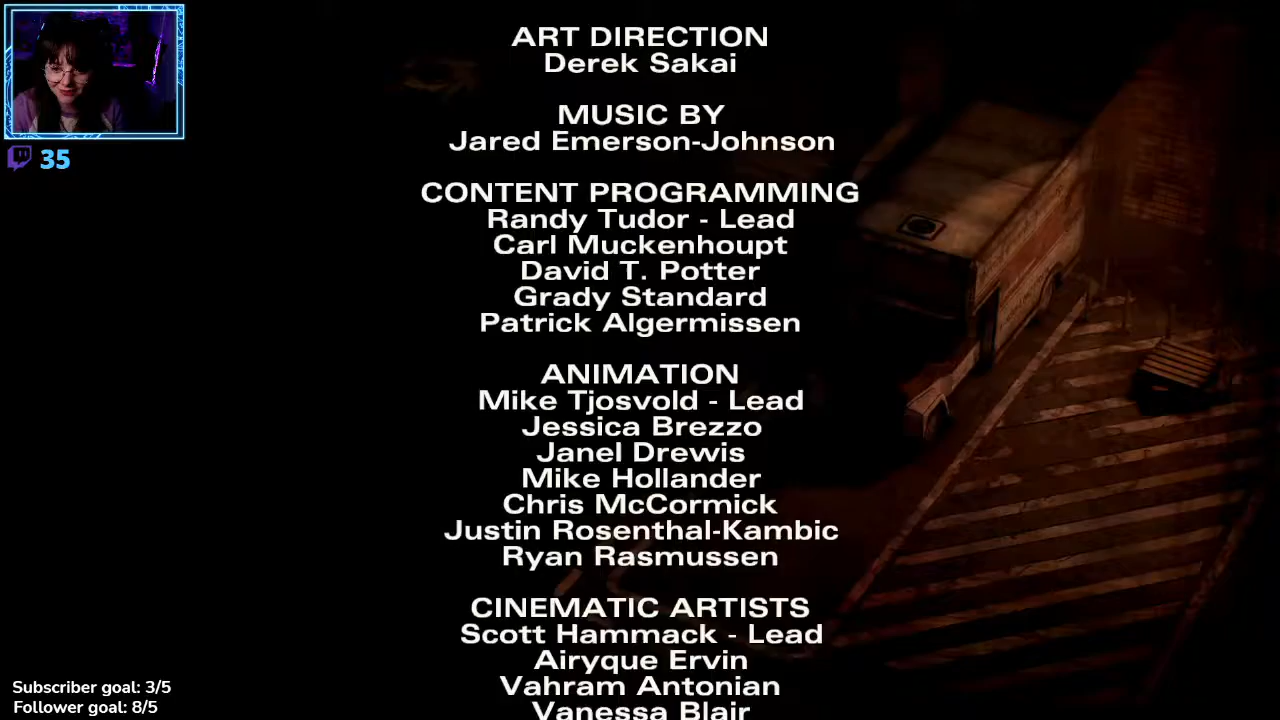 ART DIRECTION
Derek Sakai
MUSIC BY
Jared Emerson-Johnson
35
CONTENT PROGRAMMING
Randy Tudor - Lead
Carl Muckenhoupt
David T. Potter
Grady Standard
Patrick Algermissen
ANIMATION
Mike Tjosvold - Lead
Jessica Brezzo
Janel Drewis
Mike Hollander
Chris McCormick
Justin Rosenthal-Kambic
Ryan Rasmussen
CINEMATIC ARTISTS
Scott Hammack - Lead
Airyque Ervin
Vahram Antonian
Vanessa Blair
Subscriber goal: 3/5
Follower goal: 8/5